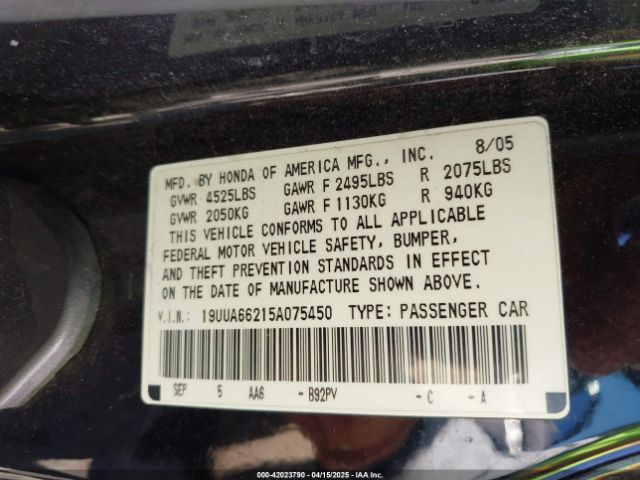 MFD. BY HONDA OF AMERICA MFG., INC. 8/05
GVWR 4525LBS GAWR F 2495LBS R 2075LBS
GVWR 2050KG GAWR F 1130KG R 940KG
THIS VEHICLE CONFORMS TO ALL APPLICABLE
FEDERAL MOTOR VEHICLE SAFETY, BUMPER,
AND THEFT PREVENTION STANDARDS IN EFFECT
ON THE DATE OF MANUFACTURE SHOWN ABOVE.
V.I.N.: 19UUA66215A075450 TYPE: PASSENGER CAR
SEP 5 AA6 -B92PV -C -A
000-42023790 - 04/15/2025 - IAA Inc.